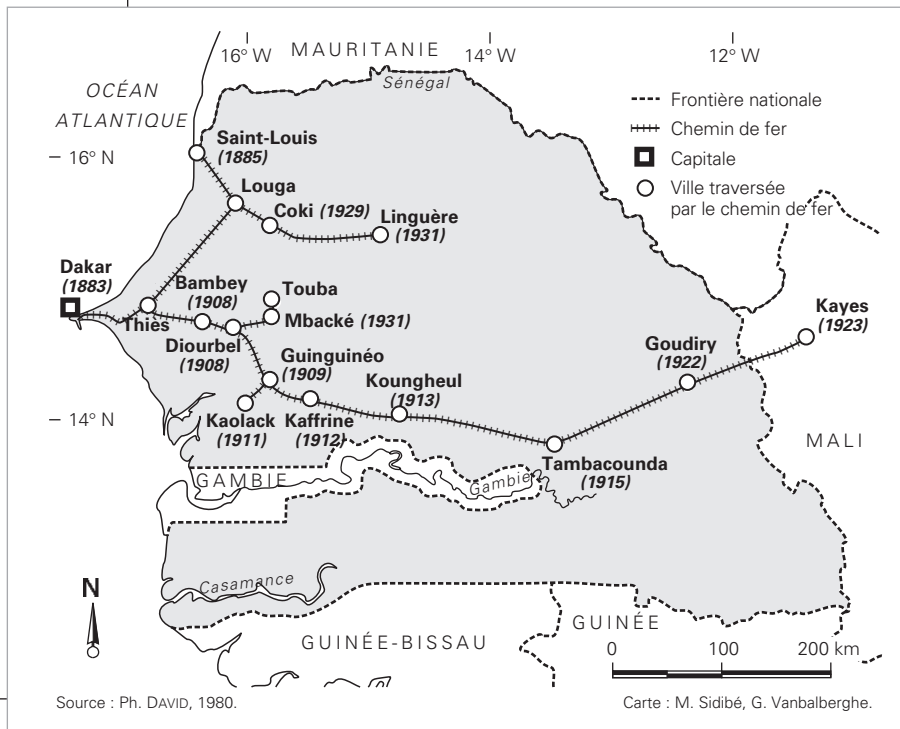 16° W
MAURITANIE
14° W
12° W
OCÉAN
ATLANTIQUE
Sénégal
Frontière nationale
Chemin de fer
Capitale
Ville traversée
par le chemin de fer
– 16° N
Saint-Louis
(1885)
Louga
Coki (1929)
Linguère
(1931)
Dakar
(1883)
Thiès
Bambey
(1908)
Touba
Mbacké (1931)
Diourbel
(1908)
Guinguinéo
(1909)
Kayes
(1923)
Goudiry
(1922)
Koungheul
(1913)
– 14° N
Kaolack
(1911)
Kaffrine
(1912)
MALI
Tambacounda
(1915)
GAMBIE
Gambie
Casamance
N
GUINÉE-BISSAU
GUINÉE
0 100 200 km
Source : Ph. DAVID, 1980.
Carte : M. Sidibé, G. Vanbalberghe.